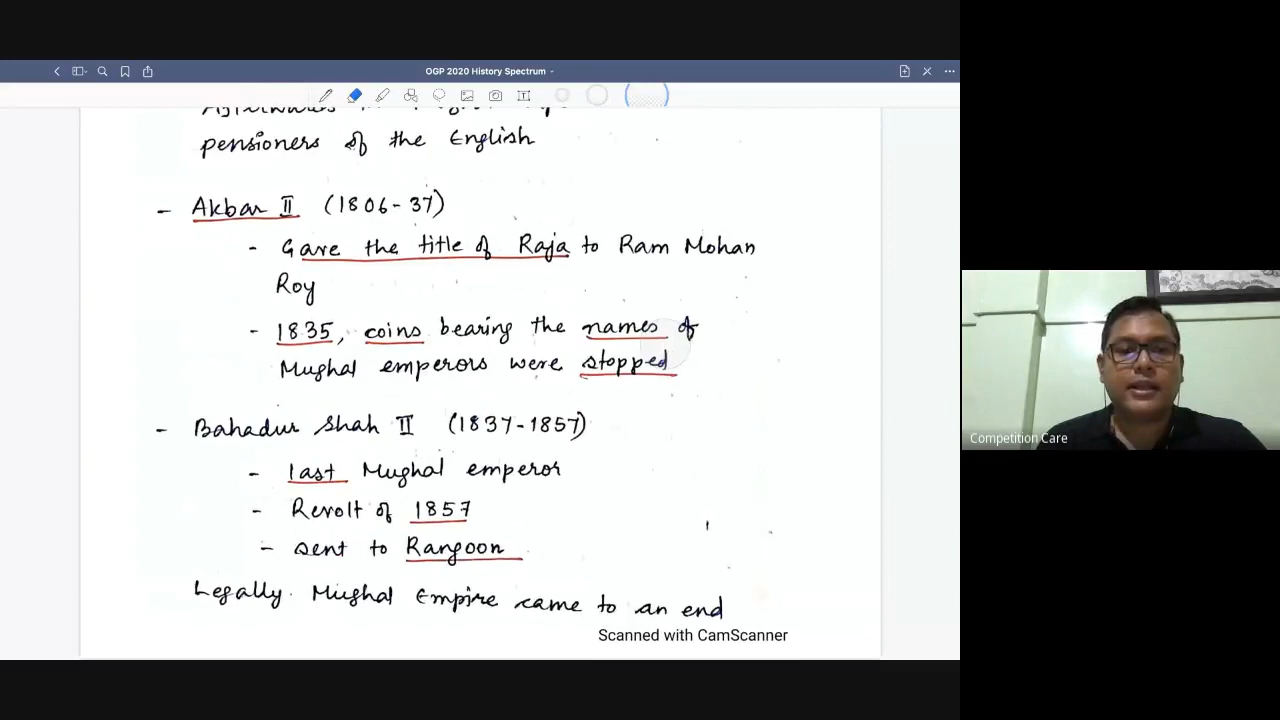 OGP 2020 History Spectrum
pensioners of the English
- Akbar II (1806-37)
- Gave the title of Raja to Ram Mohan
Roy
- 1835, coins bearing the names of
Mughal emperors were stopped
- Bahadur Shah II (1837-1857)
- last Mughal emperor
- Revolt of 1857
- sent to Rangoon
Legally. Mughal Empire came to an end
Scanned with CamScanner
Competition Care